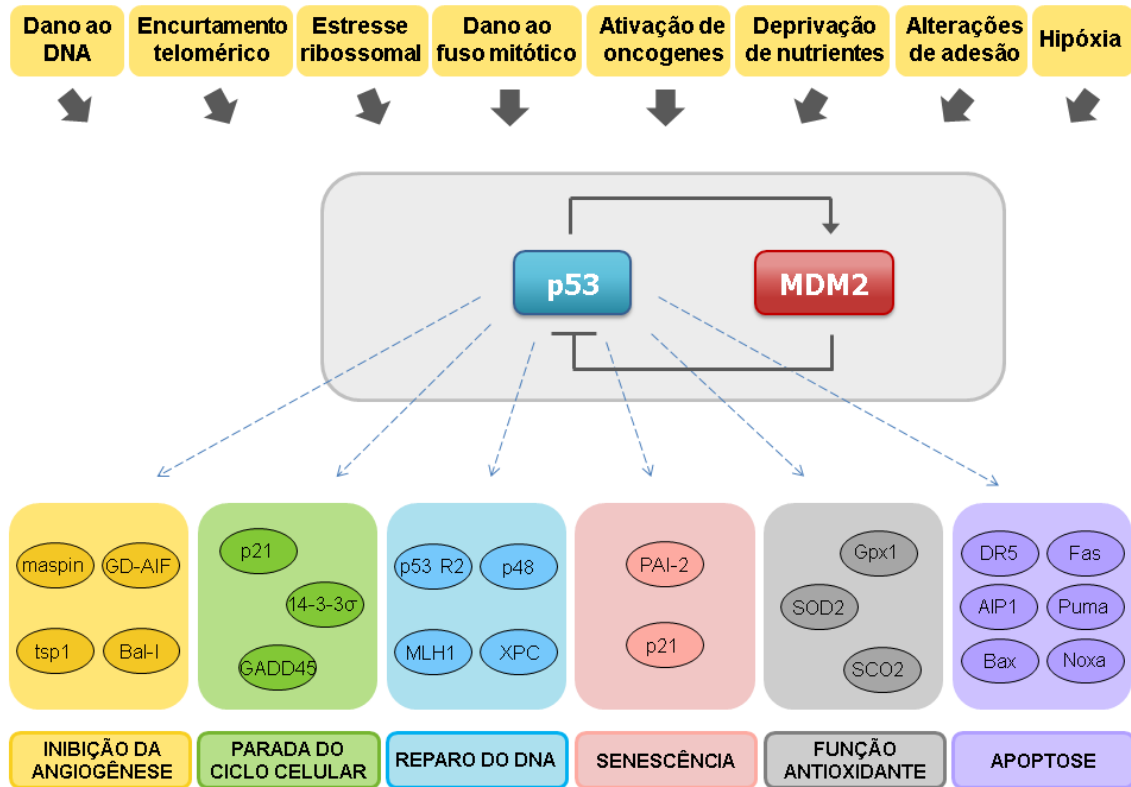 Dano ao
DNA
Encurtamento
telomérico
Estresse
ribossomal
Dano ao
fuso mitótico
Ativação de
oncogenes
Deprivação
de nutrientes
Alterações
de adesão
Hipóxia
p53
MDM2
maspin
GD-AIF
tsp1
Bal-I
p21
14-3-3σ
GADD45
p53 R2
p48
MLH1
XPC
PAI-2
p21
Gpx1
SOD2
SCO2
DR5
Fas
AIP1
Puma
Bax
Noxa
INIBIÇÃO DA
ANGIOGÊNESE
PARADA DO
CICLO CELULAR
REPARO DO DNA
SENESCÊNCIA
FUNÇÃO
ANTIOXIDANTE
APOPTOSE